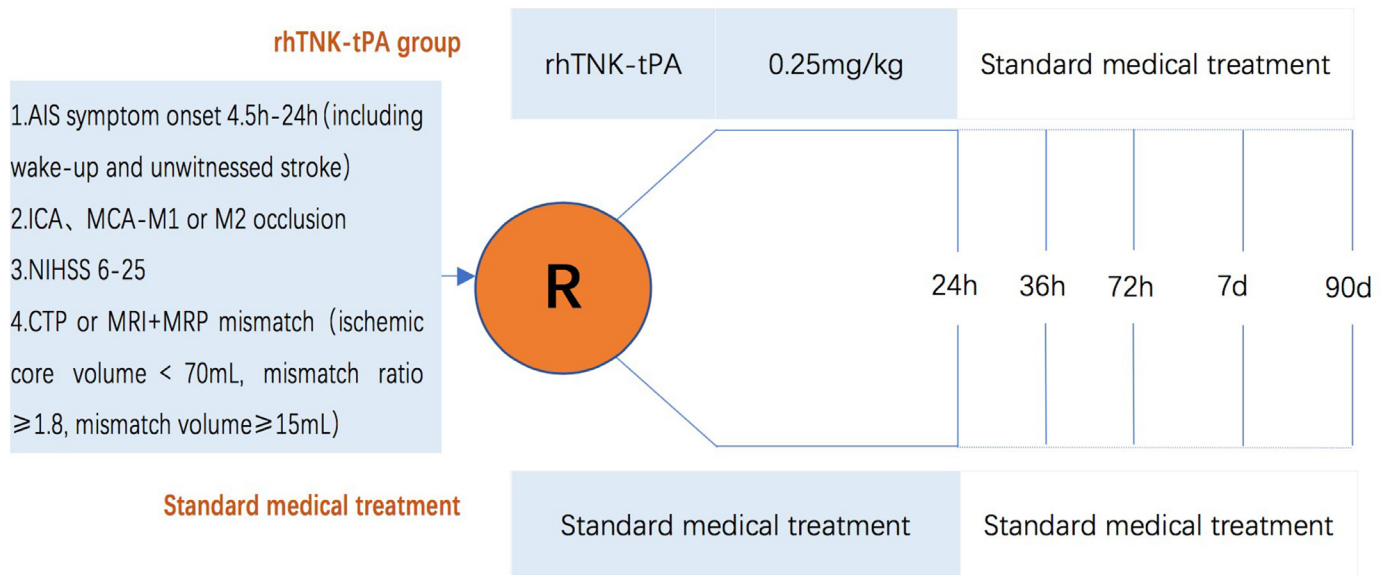 rhTNK-tPA group
rhTNK-tPA
0.25mg/kg
Standard medical treatment
1.AIS symptom onset 4.5h-24h(including
wake-up and unwitnessed stroke)
2.ICA、MCA-M1 or M2 occlusion
3.NIHSS 6-25
4.CTP or MRI+MRP mismatch (ischemic
core volume < 70mL, mismatch ratio
⩾1.8, mismatch volume⩾15mL)
R
24h
36h
72h
7d
90d
Standard medical treatment
Standard medical treatment
Standard medical treatment